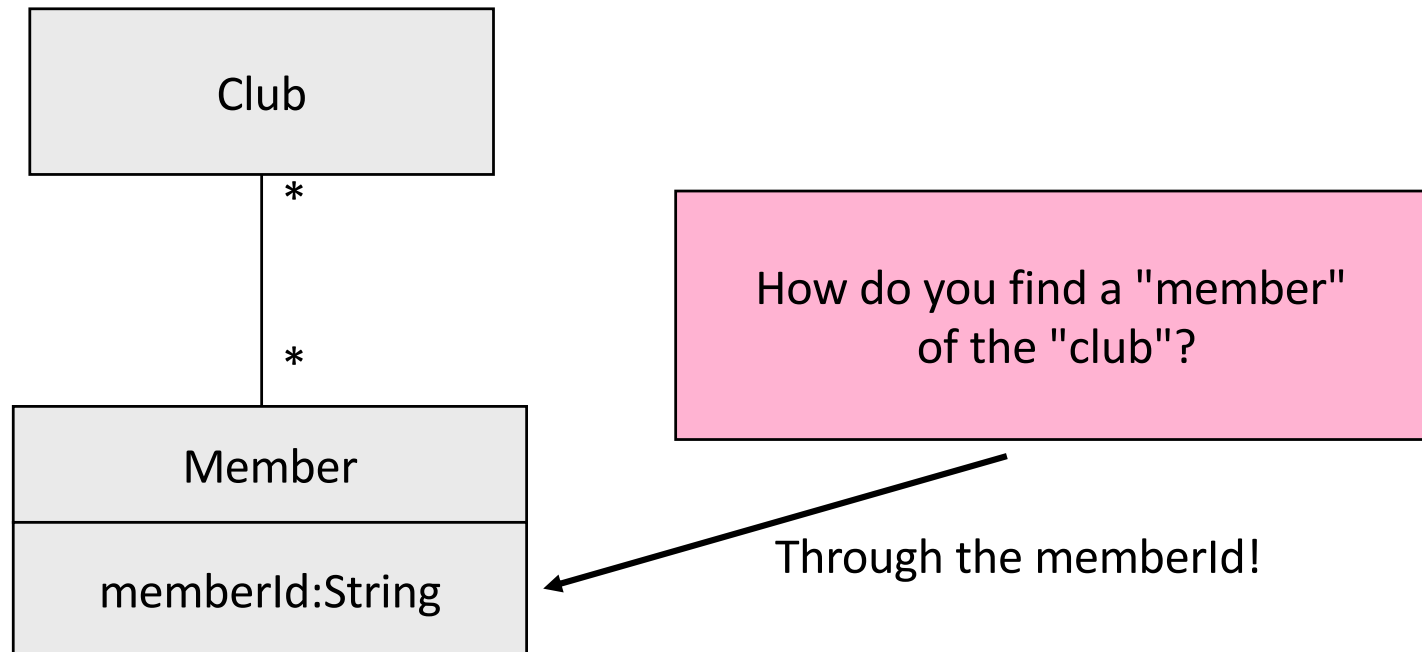 Club
*
*
How do you find a "member"
of the "club"?
Member
Through the memberId!
memberId:String